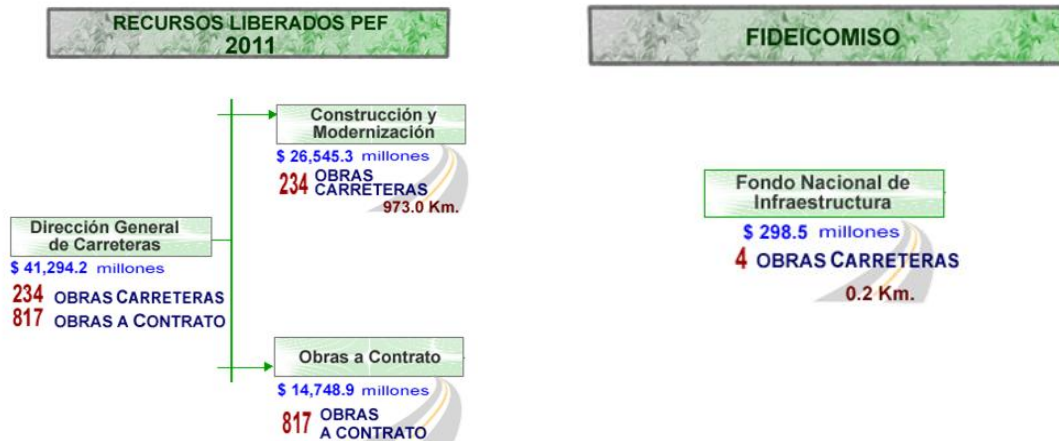 RECURSOS LIBERADOS PEF
2011
FIDEICOMISO
Dirección General
de Carreteras
$ 41,294.2 millones
234 OBRAS CARRETERAS
817 OBRAS A CONTRATO
Construcción y
Modernización
$ 26,545.3 millones
234 OBRAS
CARRETERAS
973.0 Km.
Obras a Contrato
$ 14,748.9 millones
817 OBRAS
A CONTRATO
Fondo Nacional de
Infraestructura
$ 298.5 millones
4 OBRAS CARRETERAS
0.2 Km.